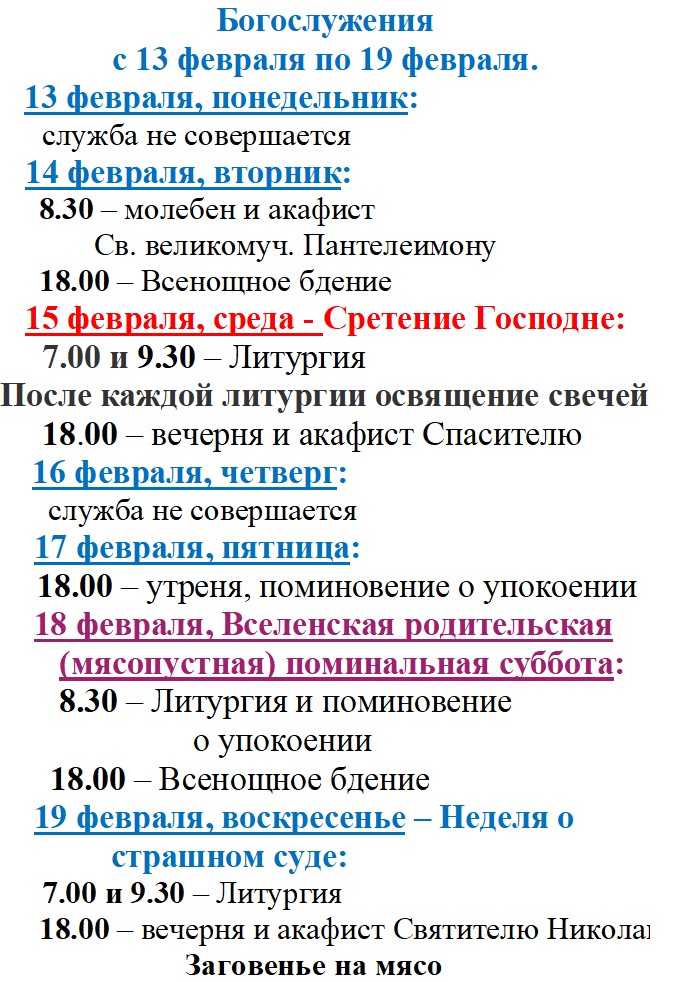 Богослужения
с 13 февраля по 19 февраля.
13 февраля, понедельник:
служба не совершается
14 февраля, вторник:
8.30 – молебен и акафист
Св. великомуч. Пантелеимону
18.00 – Всенощное бдение
15 февраля, среда - Сретение Господне:
7.00 и 9.30 – Литургия
После каждой литургии освящение свечей
18.00 – вечерня и акафист Спасителю
16 февраля, четверг:
служба не совершается
17 февраля, пятница:
18.00 – утреня, поминовение о упокоении
18 февраля, Вселенская родительская
(мясопустная) поминальная суббота:
8.30 – Литургия и поминовение
о упокоении
18.00 – Всенощное бдение
19 февраля, воскресенье – Неделя о
страшном суде:
7.00 и 9.30 – Литургия
18.00 – вечерня и акафист Святителю
Заговенье на мясо